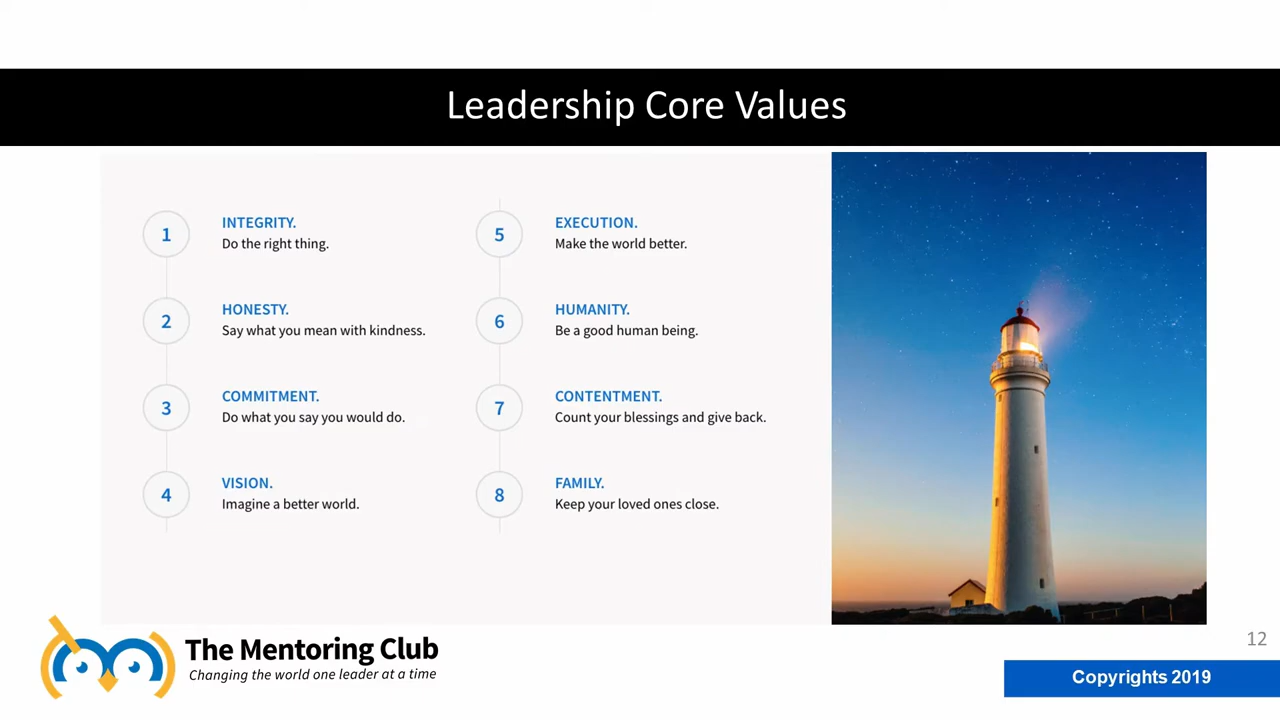 Leadership Core Values
1
INTEGRITY.
Do the right thing.
2
HONESTY.
Say what you mean with kindness.
3
COMMITMENT.
Do what you say you would do.
4
VISION.
Imagine a better world.
5
EXECUTION.
Make the world better.
6
HUMANITY.
Be a good human being.
7
CONTENTMENT.
Count your blessings and give back.
8
FAMILY.
Keep your loved ones close.
The Mentoring Club
Changing the world one leader at a time
12
Copyrights 2019